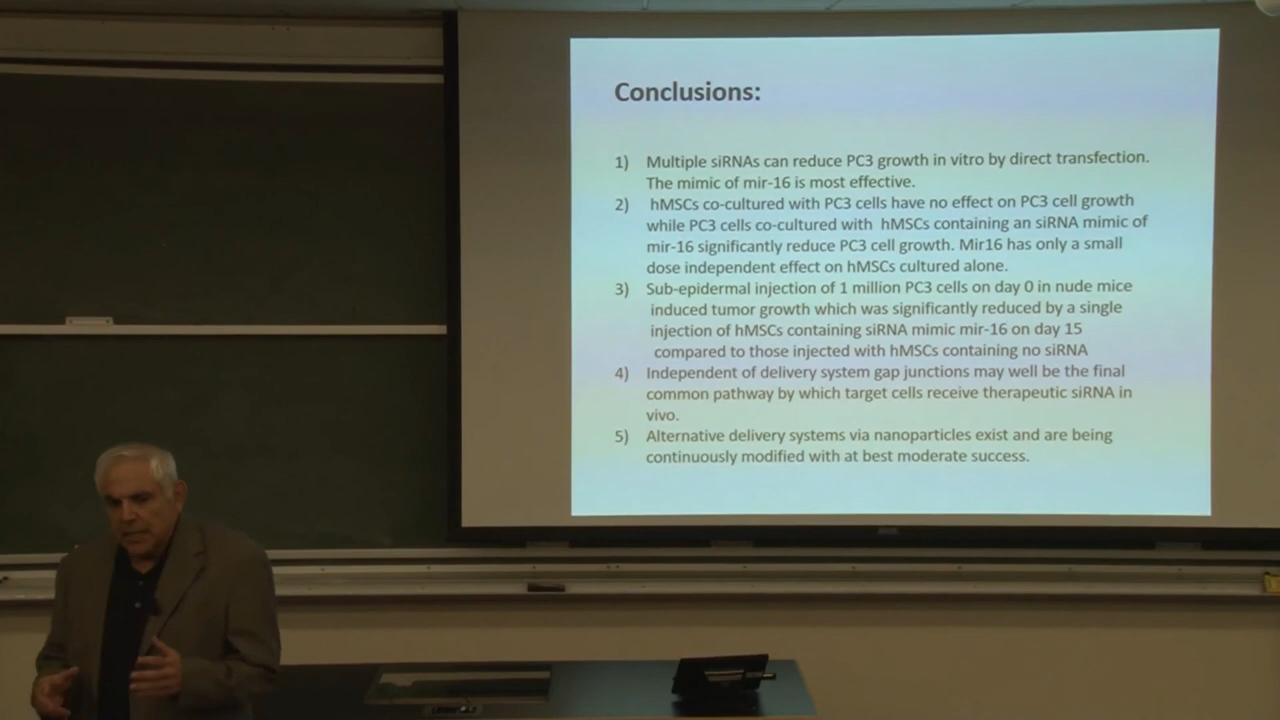 Conclusions:
1) Multiple siRNAs can reduce PC3 growth in vitro by direct transfection.
The mimic of mir-16 is most effective.
2) hMSCs co-cultured with PC3 cells have no effect on PC3 cell growth
while PC3 cells co-cultured with hMSCs containing an siRNA mimic of
mir-16 significantly reduce PC3 cell growth. Mir16 has only a small
dose independent effect on hMSCs cultured alone.
3) Sub-epidermal injection of 1 million PC3 cells on day 0 in nude mice
induced tumor growth which was significantly reduced by a single
injection of hMSCs containing siRNA mimic mir-16 on day 15
compared to those injected with hMSCs containing no siRNA
4) Independent of delivery system gap junctions may well be the final
common pathway by which target cells receive therapeutic siRNA in
vivo.
5) Alternative delivery systems via nanoparticles exist and are being
continuously modified with at best moderate success.